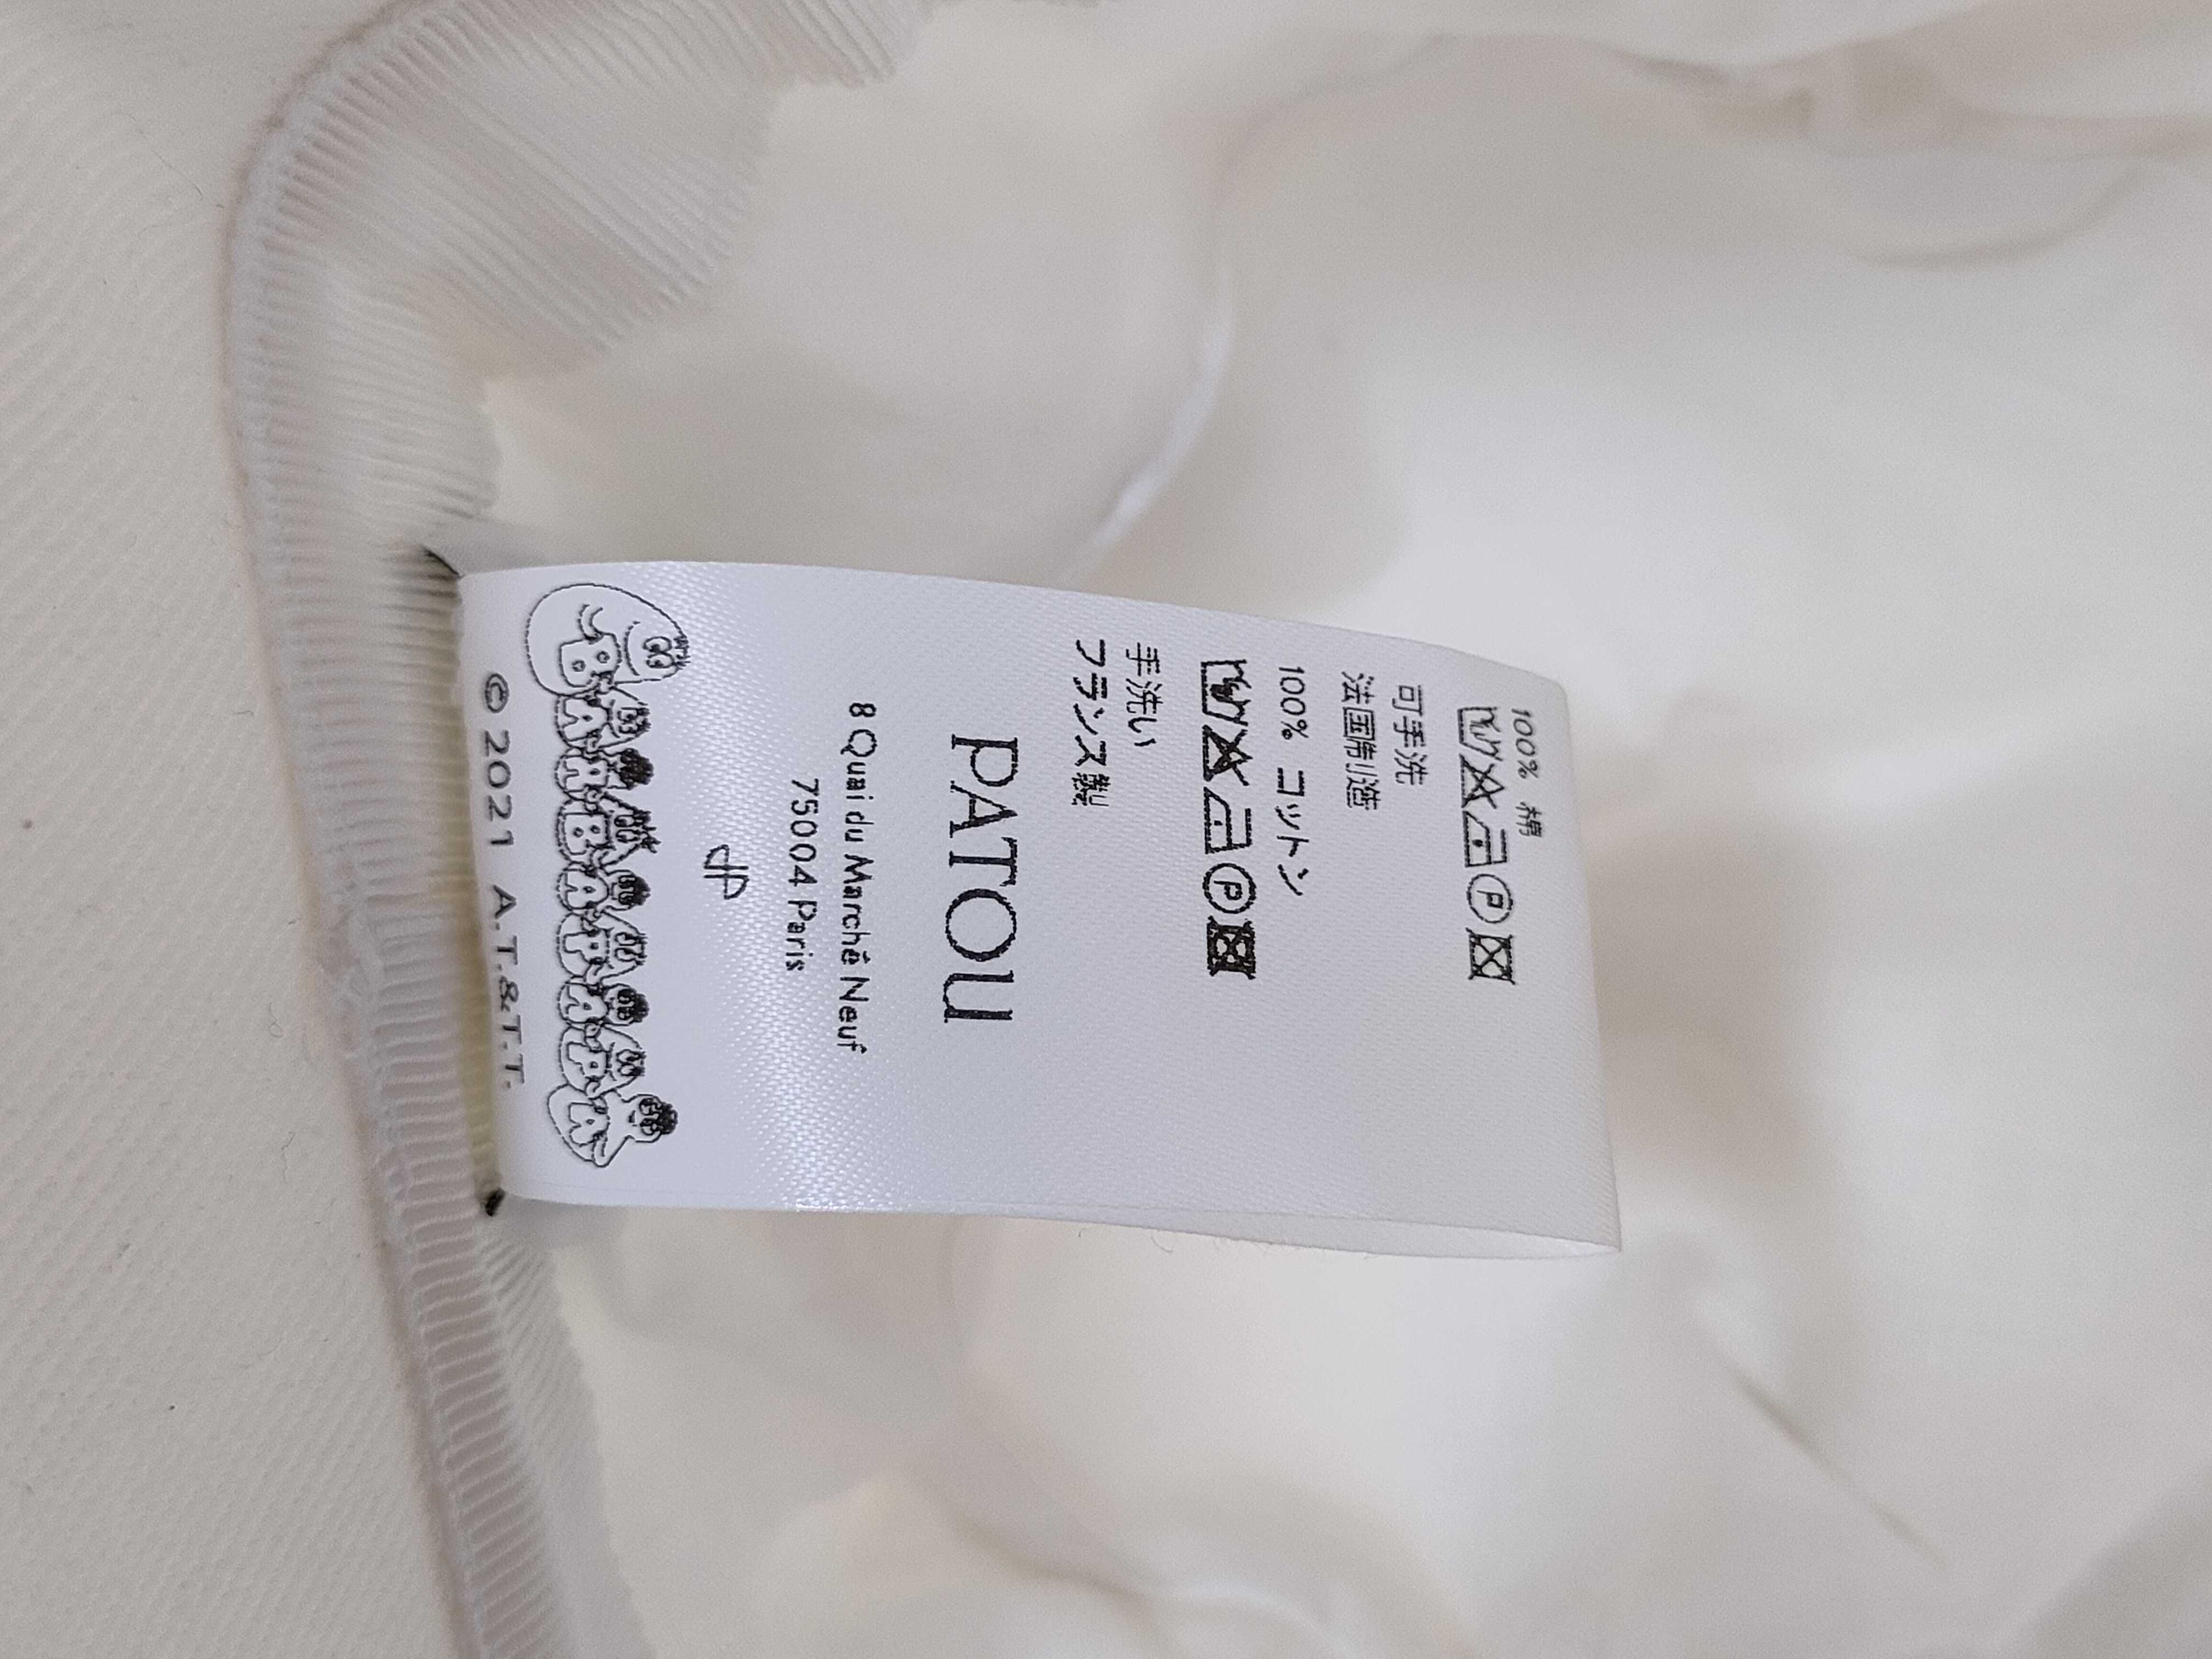 100% 棉
可手洗
法国制造
100% コットン
手洗い
フランス製
PATOU
8 Quai du Marché Neuf
75004 Paris
JP
BARBAPAPA
© 2021 A.T.&T.T.